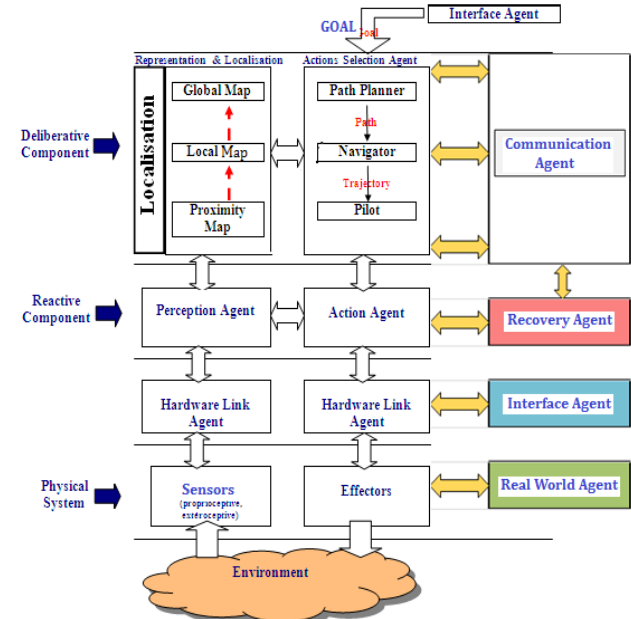 Interface Agent
GOAL
Goal
Representation & Localisation
Actions Selection Agent
Localisation
Global Map
Local Map
Proximity
Map
Path Planner
Path
Navigator
Trajectory
Pilot
Communication
Agent
Deliberative
Component
Reactive
Component
Perception Agent
Action Agent
Recovery Agent
Hardware Link
Agent
Hardware Link
Agent
Interface Agent
Physical
System
Sensors
(proprioceptive,
exteroceptive)
Effectors
Real World Agent
Environment